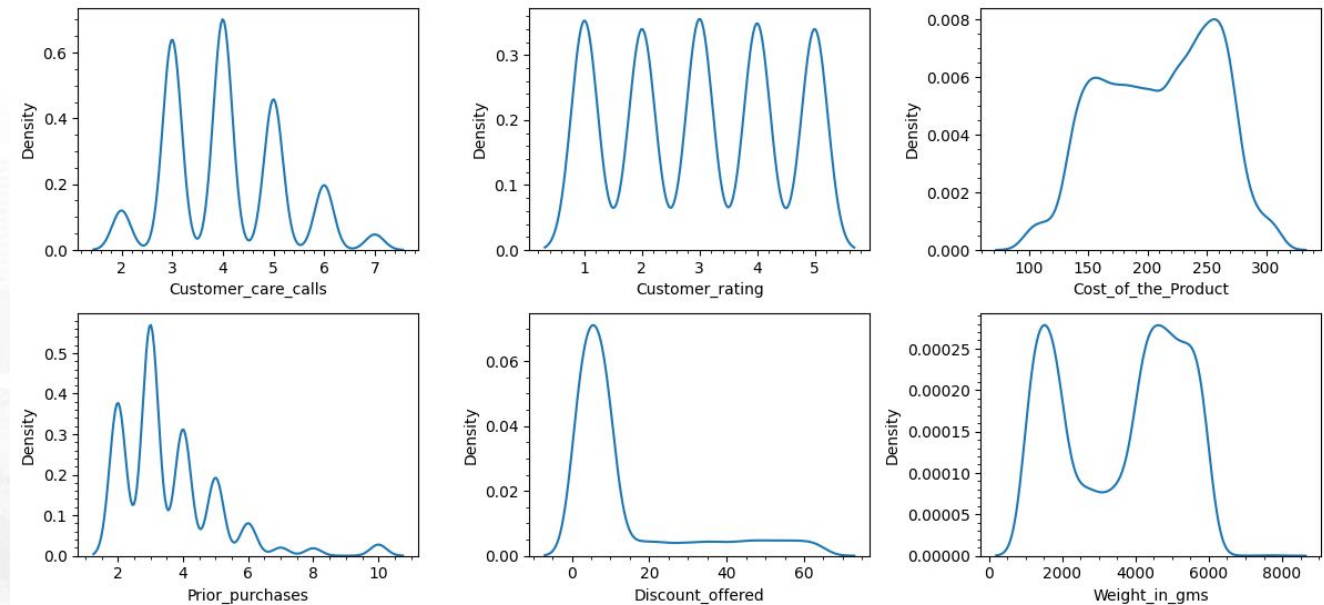 Density
0.6
0.4
0.2
0.0
2 3 4 5 6 7
Customer_care_calls
Density
0.3
0.2
0.1
0.0
1 2 3 4 5
Customer_rating
Density
0.008
0.006
0.004
0.002
0.000
100 150 200 250 300
Cost_of_the_Product
Density
0.5
0.4
0.3
0.2
0.1
0.0
2 4 6 8 10
Prior_purchases
Density
0.06
0.04
0.02
0.00
0 20 40 60
Discount_offered
Density
0.00025
0.00020
0.00015
0.00010
0.00005
0.00000
0 2000 4000 6000 8000
Weight_in_gms